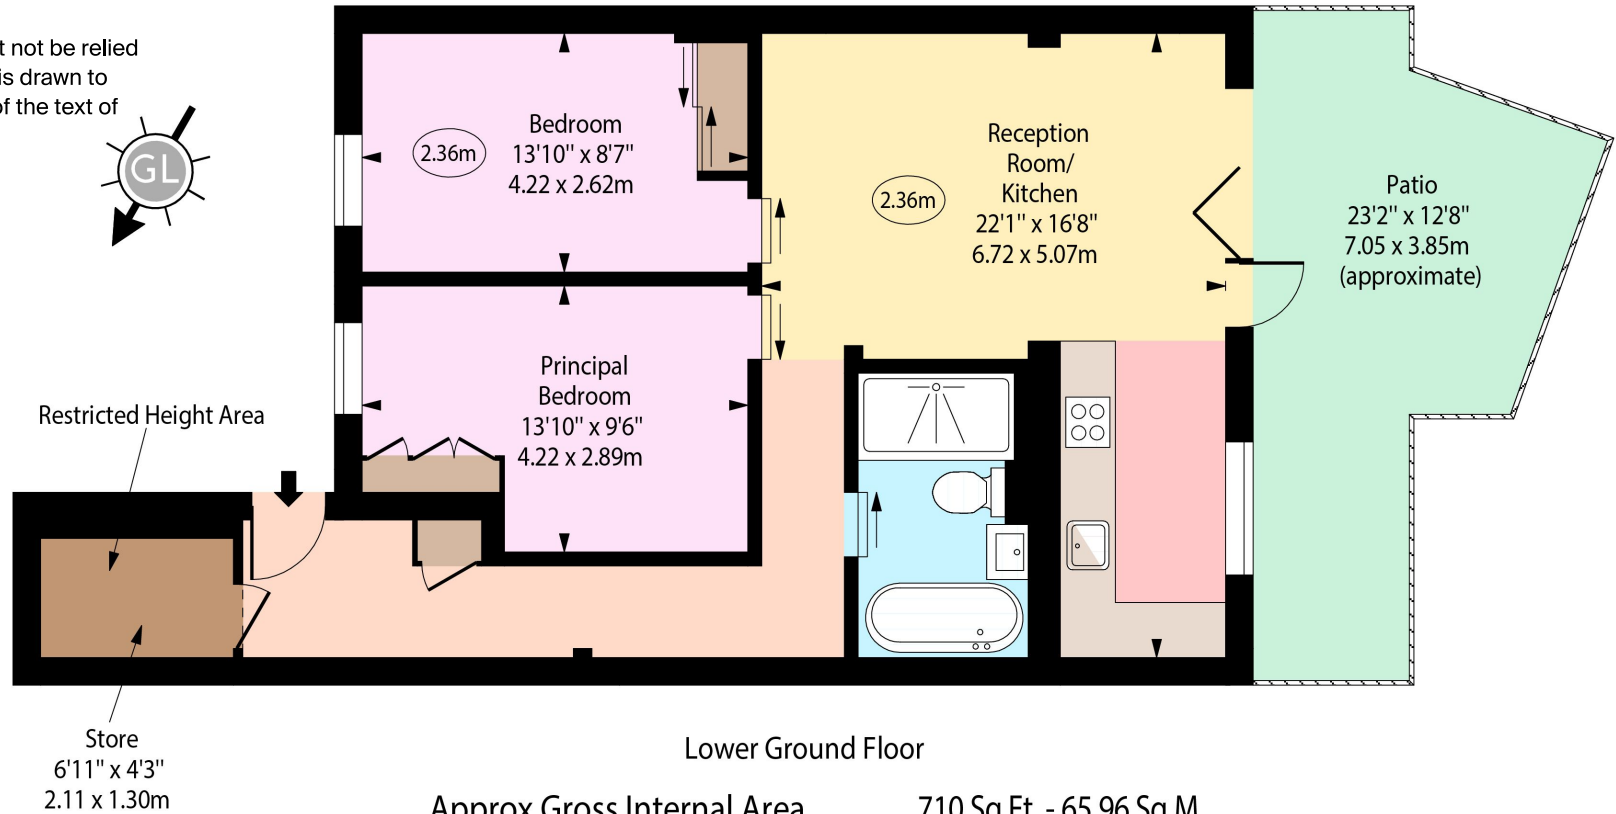 t not be relied
is drawn to
of the text of
GL
Bedroom
13'10" x 8'7"
4.22 x 2.62m
2.36m
Reception
Room/
Kitchen
22'1" x 16'8"
6.72 x 5.07m
2.36m
Patio
23'2" x 12'8"
7.05 x 3.85m
(approximate)
Principal
Bedroom
13'10" x 9'6"
4.22 x 2.89m
Restricted Height Area
Store
6'11" x 4'3"
2.11 x 1.30m
Lower Ground Floor
Approx Gross Internal Area 710 Sq Ft - 65.96 Sq M